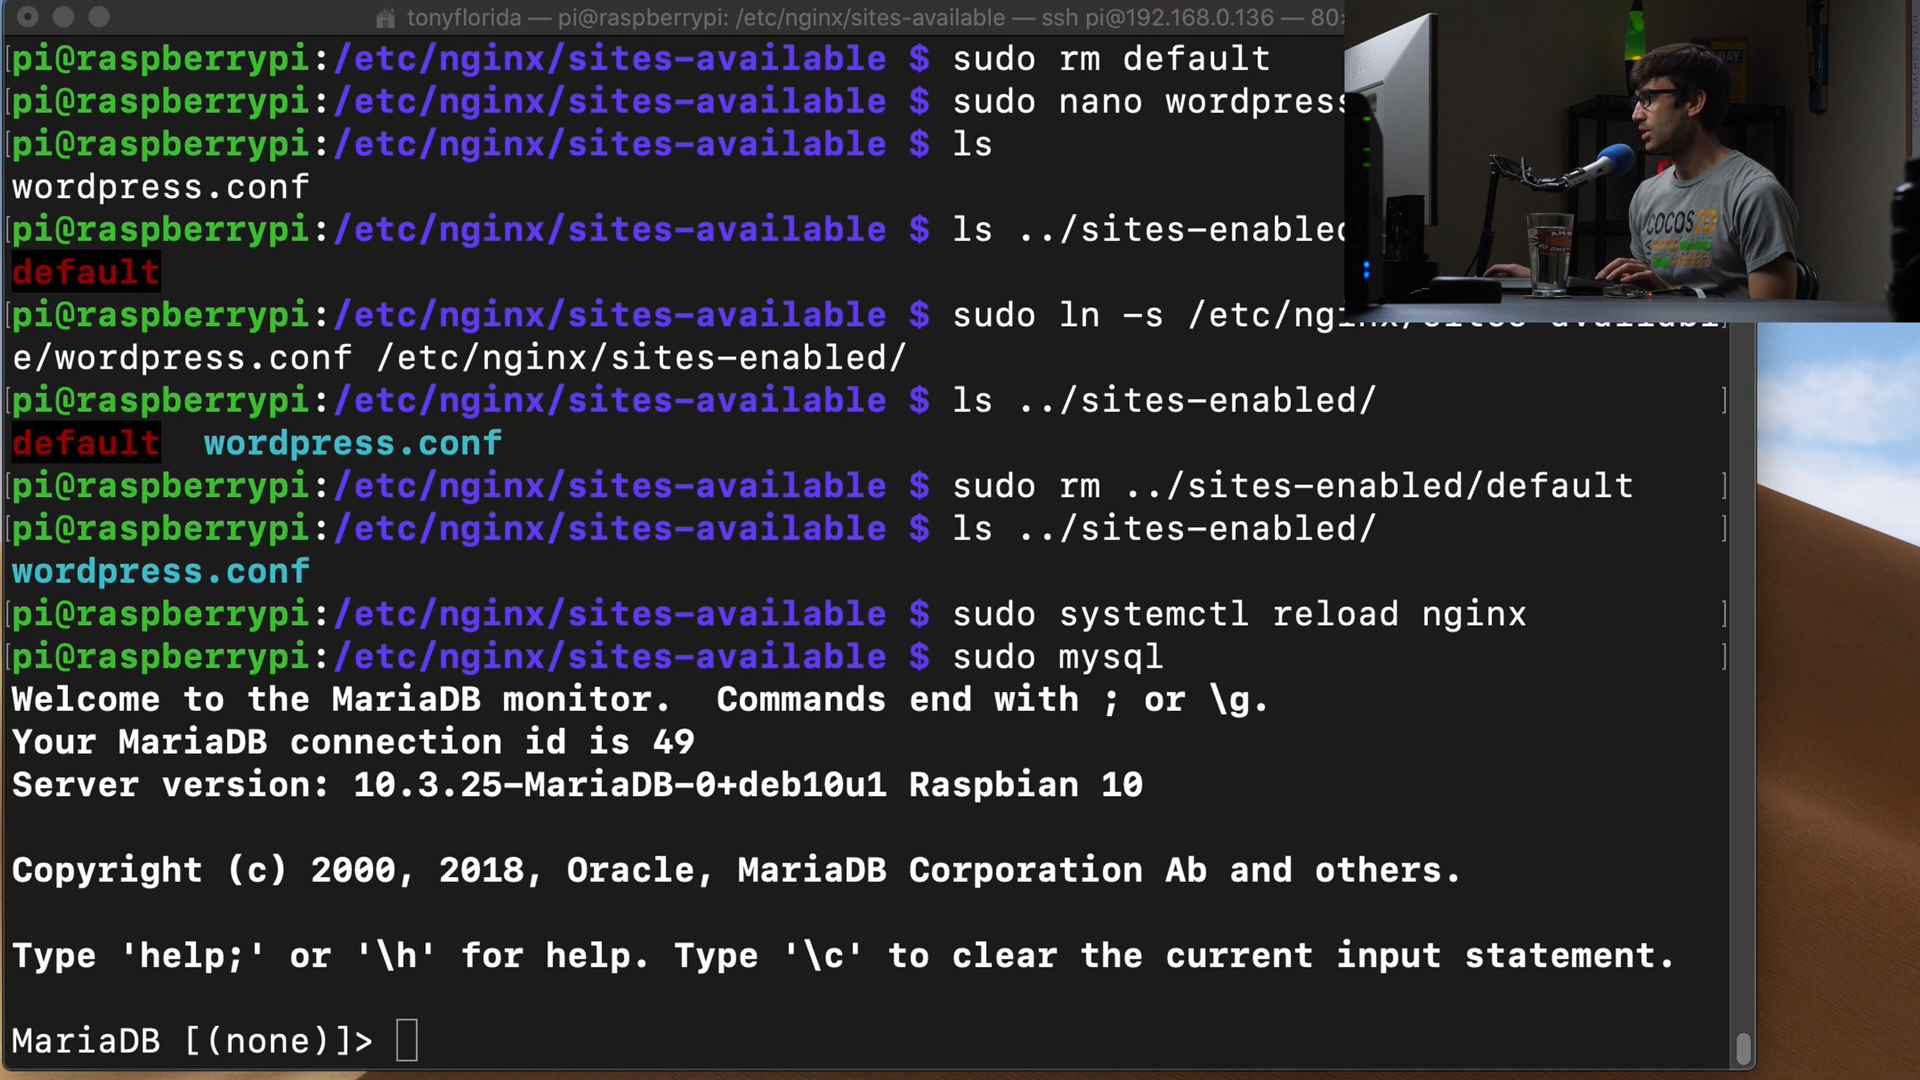 tonyflorida — pi@raspberrypi: /etc/nginx/sites-available — ssh pi@192.168.0.136 — 80
pi@raspberrypi:/etc/nginx/sites-available $ sudo rm default
pi@raspberrypi:/etc/nginx/sites-available $ sudo nano wordpress
pi@raspberrypi:/etc/nginx/sites-available $ ls
wordpress.conf
pi@raspberrypi:/etc/nginx/sites-available $ ls ../sites-enabled
default
pi@raspberrypi:/etc/nginx/sites-available $ sudo ln -s /etc/nginx/sites-availabl
e/wordpress.conf /etc/nginx/sites-enabled/
pi@raspberrypi:/etc/nginx/sites-available $ ls ../sites-enabled/
default  wordpress.conf
pi@raspberrypi:/etc/nginx/sites-available $ sudo rm ../sites-enabled/default
pi@raspberrypi:/etc/nginx/sites-available $ ls ../sites-enabled/
wordpress.conf
pi@raspberrypi:/etc/nginx/sites-available $ sudo systemctl reload nginx
pi@raspberrypi:/etc/nginx/sites-available $ sudo mysql
Welcome to the MariaDB monitor.  Commands end with ; or \g.
Your MariaDB connection id is 49
Server version: 10.3.25-MariaDB-0+deb10u1 Raspbian 10
Copyright (c) 2000, 2018, Oracle, MariaDB Corporation Ab and others.
Type 'help;' or '\h' for help. Type '\c' to clear the current input statement.
MariaDB [(none)]>